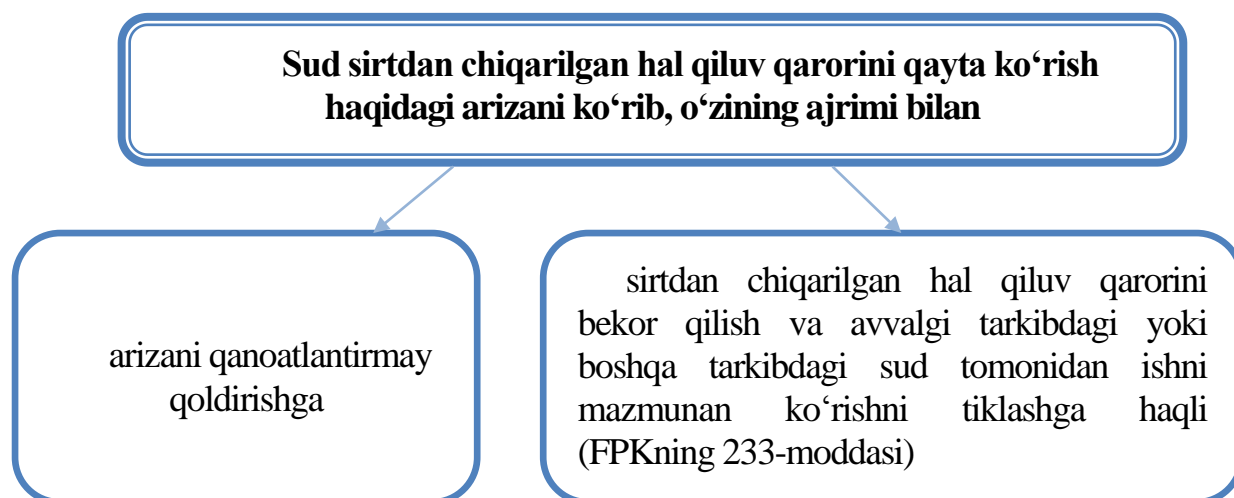 Sud sirtdan chiqarilgan hal qiluv qarorini qayta ko‘rish
haqidagi arizani ko‘rib, o‘zining ajrimi bilan
arizani qanoatlantirmay
qoldirishga
sirtdan chiqarilgan hal qiluv qarorini
bekor qilish va avvalgi tarkibdagi yoki
boshqa tarkibdagi sud tomonidan ishni
mazmunan ko‘rishni tiklashga haqli
(FPKning 233-moddasi)